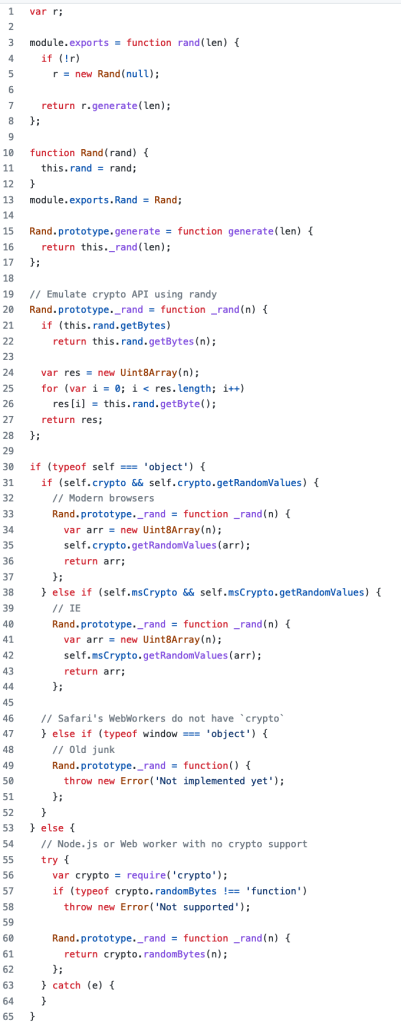 1 var r;
2
3 module.exports = function rand(len) {
4   if (!r)
5     r = new Rand(null);
6
7   return r.generate(len);
8 };
9
10 function Rand(rand) {
11   this.rand = rand;
12 }
13 module.exports.Rand = Rand;
14
15 Rand.prototype.generate = function generate(len) {
16   return this._rand(len);
17 };
18
19 // Emulate crypto API using randy
20 Rand.prototype._rand = function _rand(n) {
21   if (this.rand.getBytes)
22     return this.rand.getBytes(n);
23
24   var res = new Uint8Array(n);
25   for (var i = 0; i < res.length; i++)
26     res[i] = this.rand.getByte();
27   return res;
28 };
29
30 if (typeof self === 'object') {
31   if (self.crypto && self.crypto.getRandomValues) {
32     // Modern browsers
33     Rand.prototype._rand = function _rand(n) {
34       var arr = new Uint8Array(n);
35       self.crypto.getRandomValues(arr);
36       return arr;
37     };
38   } else if (self.msCrypto && self.msCrypto.getRandomValues) {
39     // IE
40     Rand.prototype._rand = function _rand(n) {
41       var arr = new Uint8Array(n);
42       self.msCrypto.getRandomValues(arr);
43       return arr;
44     };
45
46   // Safari's WebWorkers do not have `crypto`
47   } else if (typeof window === 'object') {
48     // Old junk
49     Rand.prototype._rand = function() {
50       throw new Error('Not implemented yet');
51     };
52   }
53 } else {
54   // Node.js or Web worker with no crypto support
55   try {
56     var crypto = require('crypto');
57     if (typeof crypto.randomBytes !== 'function')
58       throw new Error('Not supported');
59
60     Rand.prototype._rand = function _rand(n) {
61       return crypto.randomBytes(n);
62     };
63   } catch (e) {
64   }
65 }